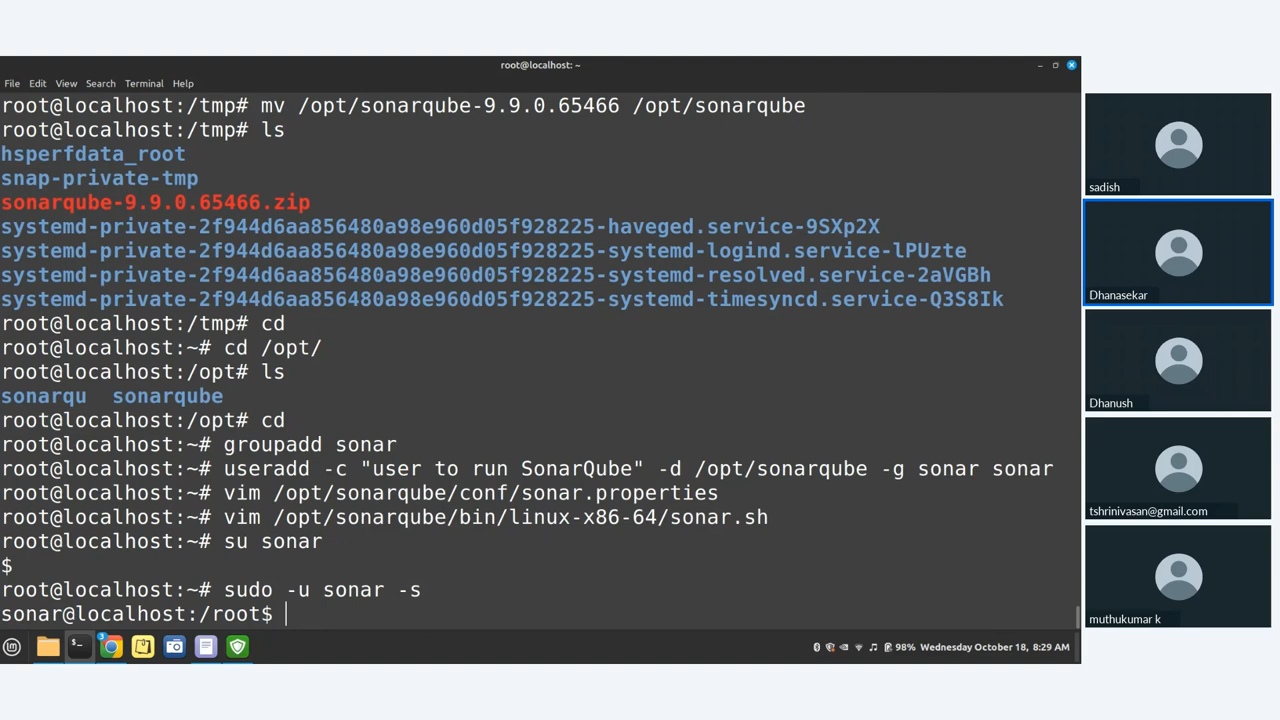 root@localhost: ~
File Edit View Search Terminal Help
root@localhost:/tmp# mv /opt/sonarqube-9.9.0.65466 /opt/sonarqube
root@localhost:/tmp# ls
hsperfdata_root
snap-private-tmp
sonarqube-9.9.0.65466.zip
systemd-private-2f944d6aa856480a98e960d05f928225-haveged.service-9SXp2X
systemd-private-2f944d6aa856480a98e960d05f928225-systemd-logind.service-lPUzte
systemd-private-2f944d6aa856480a98e960d05f928225-systemd-resolved.service-2aVGBh
systemd-private-2f944d6aa856480a98e960d05f928225-systemd-timesyncd.service-Q3S8Ik
root@localhost:/tmp# cd
root@localhost:~# cd /opt/
root@localhost:/opt# ls
sonarqu sonarqube
root@localhost:/opt# cd
root@localhost:~# groupadd sonar
root@localhost:~# useradd -c "user to run SonarQube" -d /opt/sonarqube -g sonar sonar
root@localhost:~# vim /opt/sonarqube/conf/sonar.properties
root@localhost:~# vim /opt/sonarqube/bin/linux-x86-64/sonar.sh
root@localhost:~# su sonar
$
root@localhost:~# sudo -u sonar -s
sonar@localhost:/root$
3
98% Wednesday October 18, 8:29 AM
sadish
Dhanasekar
Dhanush
tshrinivasan@gmail.com
muthukumar k